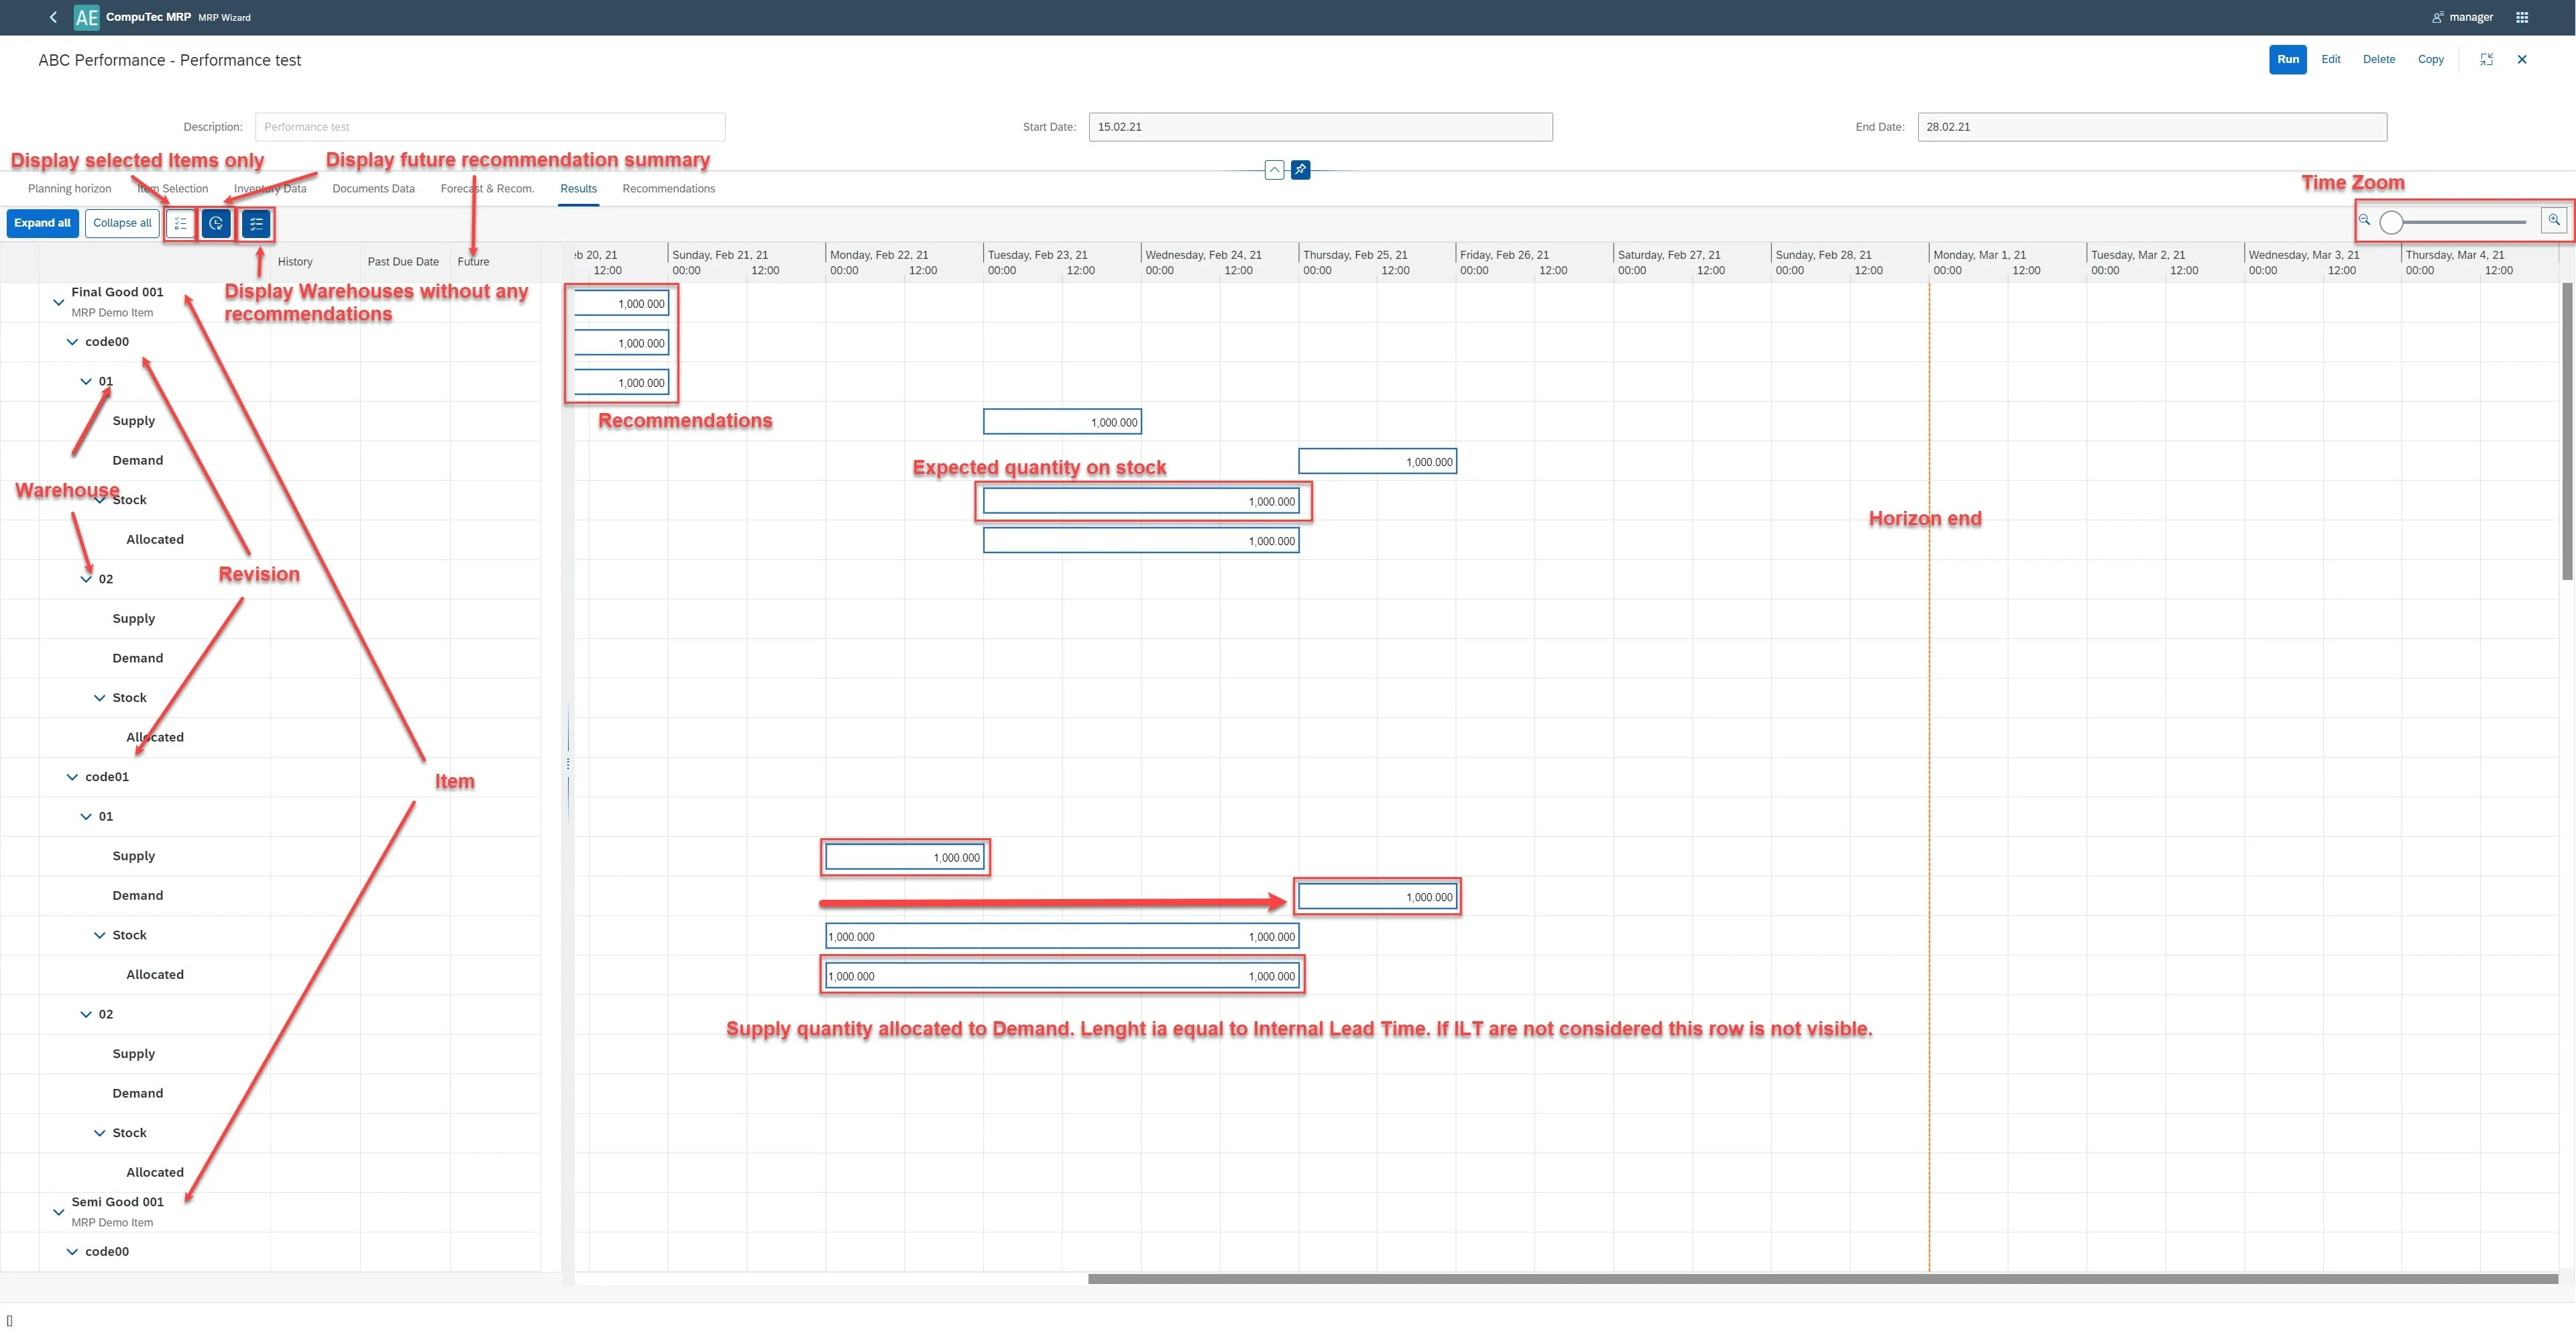 AE CompuTec MRP MRP Wizard manager
ABC Performance - Performance test Run Edit Delete Copy
Description: Performance test Start Date: 15.02.21 End Date: 28.02.21
Display selected Items only Display future recommendation summary
Planning horizon Item Selection Inventory Data Documents Data Forecast & Recom. Results Recommendations Time Zoom
Expand all Collapse all
History Past Due Date Future
eb 20, 21 Sunday, Feb 21, 21 Monday, Feb 22, 21 Tuesday, Feb 23, 21 Wednesday, Feb 24, 21 Thursday, Feb 25, 21 Friday, Feb 26, 21 Saturday, Feb 27, 21 Sunday, Feb 28, 21 Monday, Mar 1, 21 Tuesday, Mar 2, 21 Wednesday, Mar 3, 21 Thursday, Mar 4, 21
12:00 00:00 12:00 00:00 12:00 00:00 12:00 00:00 12:00 00:00 12:00 00:00 12:00 00:00 12:00 00:00 12:00 00:00 12:00 00:00 12:00 00:00 12:00 00:00 12:00
Final Good 001 1,000.000
MRP Demo Item
Display Warehouses without any
recommendations
code00 1,000.000
01 1,000.000
Recommendations
Supply 1,000.000
Demand 1,000.000
Expected quantity on stock
Warehouse
Stock 1,000.000
Horizon end
Allocated 1,000.000
Revision
02
Supply
Demand
Stock
Allocated
code01
Item
01
Supply 1,000.000
Demand 1,000.000
Stock 1,000.000 1,000.000
Allocated 1,000.000 1,000.000
02
Supply quantity allocated to Demand. Lenght ia equal to Internal Lead Time. If ILT are not considered this row is not visible.
Supply
Demand
Stock
Allocated
Semi Good 001
MRP Demo Item
code00
[]